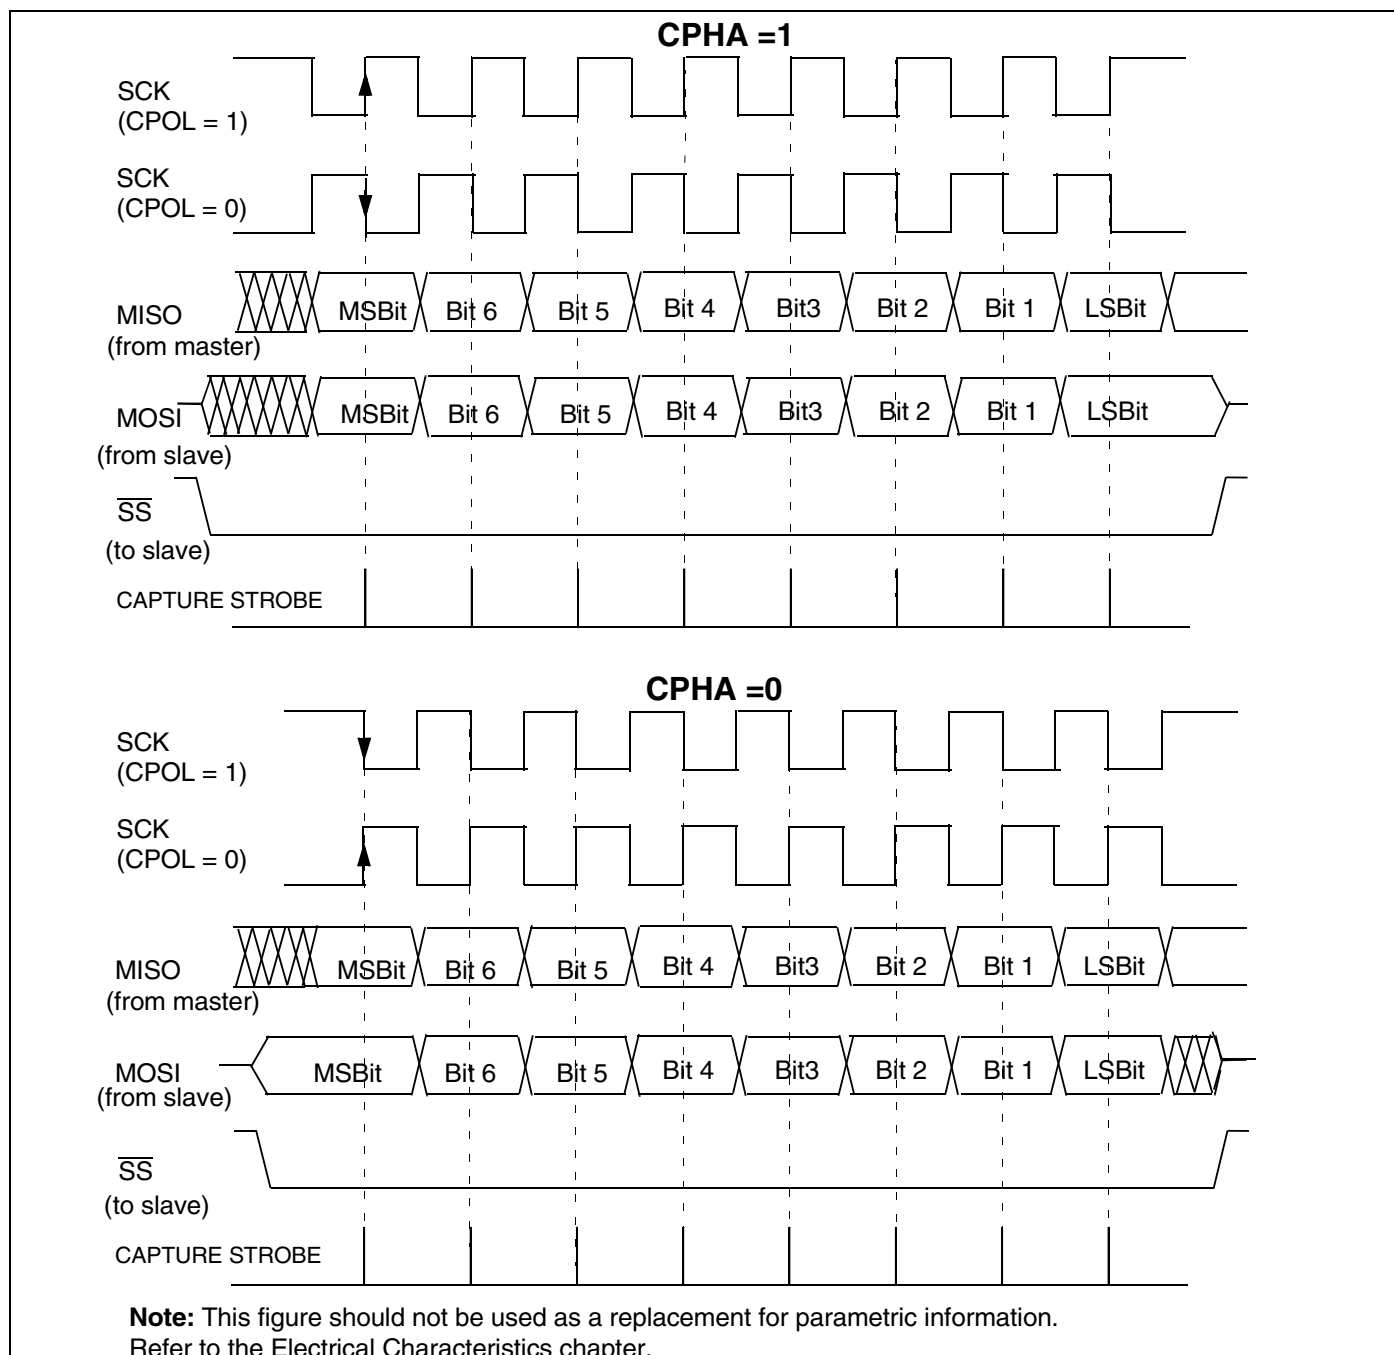 CPHA =1
SCK
(CPOL = 1)
SCK
(CPOL = 0)
MISO
(from master)
MSBit Bit 6 Bit 5 Bit 4 Bit3 Bit 2 Bit 1 LSBit
MOSI
(from slave)
MSBit Bit 6 Bit 5 Bit 4 Bit3 Bit 2 Bit 1 LSBit
SS
(to slave)
CAPTURE STROBE
CPHA =0
SCK
(CPOL = 1)
SCK
(CPOL = 0)
MISO
(from master)
MSBit Bit 6 Bit 5 Bit 4 Bit3 Bit 2 Bit 1 LSBit
MOSI
(from slave)
MSBit Bit 6 Bit 5 Bit 4 Bit3 Bit 2 Bit 1 LSBit
SS
(to slave)
CAPTURE STROBE
Note: This figure should not be used as a replacement for parametric information.
Refer to the Electrical Characteristics chapter.